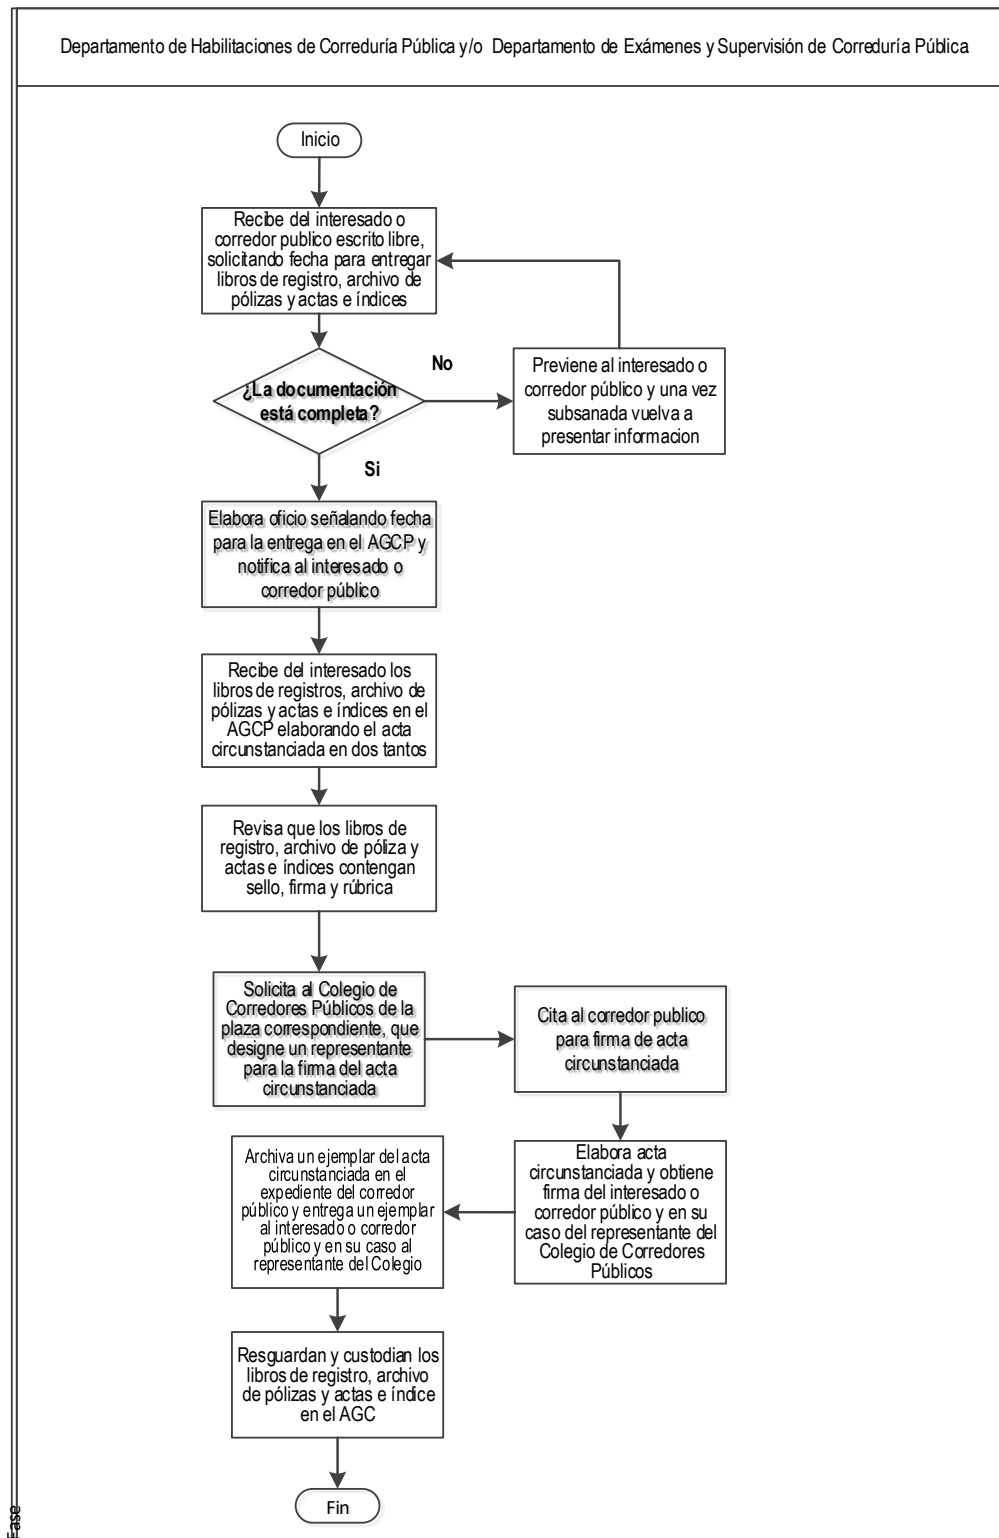 Departamento de Habilitaciones de Correduría Pública y/o Departamento de Exámenes y Supervisión de Correduría Pública
Inicio
Recibe del interesado o
corredor publico escrito libre,
solicitando fecha para entregar
libros de registro, archivo de
pólizas y actas e índices
¿La documentación
está completa?
No
Previene al interesado o
corredor público y una vez
subsanada vuelva a
presentar informacion
Si
Elabora oficio señalando fecha
para la entrega en el AGCP y
notifica al interesado o
corredor público
Recibe del interesado los
libros de registros, archivo de
pólizas y actas e índices en el
AGCP elaborando el acta
circunstanciada en dos tantos
Revisa que los libros de
registro, archivo de póliza y
actas e índices contengan
sello, firma y rúbrica
Solicita al Colegio de
Corredores Públicos de la
plaza correspondiente, que
designe un representante
para la firma del acta
circunstanciada
Cita al corredor publico
para firma de acta
circunstanciada
Elabora acta
circunstanciada y obtiene
firma del interesado o
corredor público y en su
caso del representante del
Colegio de Corredores
Públicos
Archiva un ejemplar del acta
circunstanciada en el
expediente del corredor
público y entrega un ejemplar
al interesado o corredor
público y en su caso al
representante del Colegio
Resguardan y custodian los
libros de registro, archivo
de pólizas y actas e índice
en el AGC
Fin
Fase